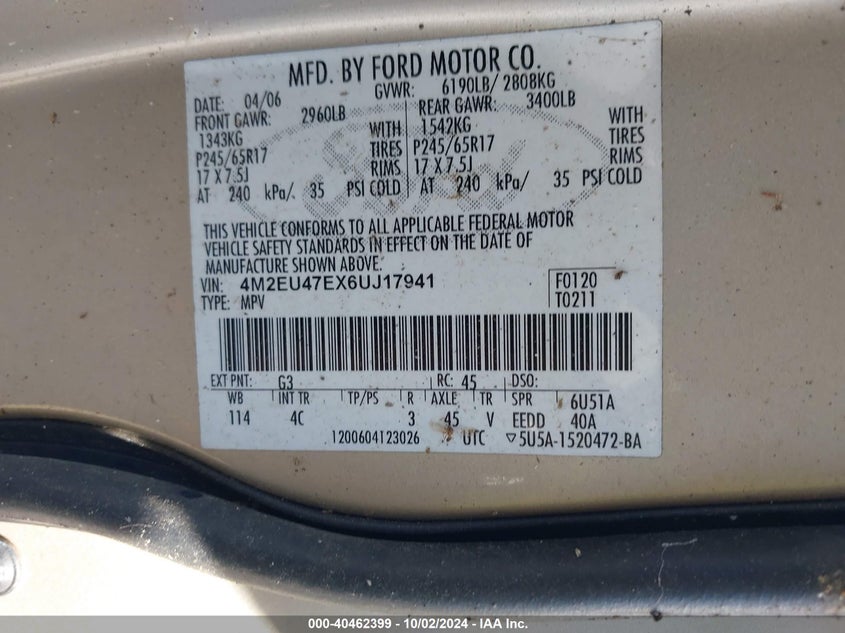 MFD. BY FORD MOTOR CO.
DATE: 04/06 GVWR: 6190LB/ 2808KG
FRONT GAWR: 2960LB REAR GAWR: 3400LB
1343KG WITH 1542KG WITH
P245/65R17 TIRES P245/65R17 TIRES
17 X 7.5J RIMS 17 X 7.5J RIMS
AT 240 kPa/ 35 PSI COLD AT 240 kPa/ 35 PSI COLD
THIS VEHICLE CONFORMS TO ALL APPLICABLE FEDERAL MOTOR
VEHICLE SAFETY STANDARDS IN EFFECT ON THE DATE OF
MANUFACTURE SHOWN ABOVE.
VIN: 4M2EU47EX6UJ17941 F0120
TYPE: MPV T0211
EXT PNT: G3 RC: 45 DSO:
WB INT TR TP/PS R AXLE TR SPR 6U51A
114 4C 3 45 V EEDD 40A
1200604123026 UTC ▽5U5A-1520472-BA
000-40462399 - 10/02/2024 - IAA Inc.